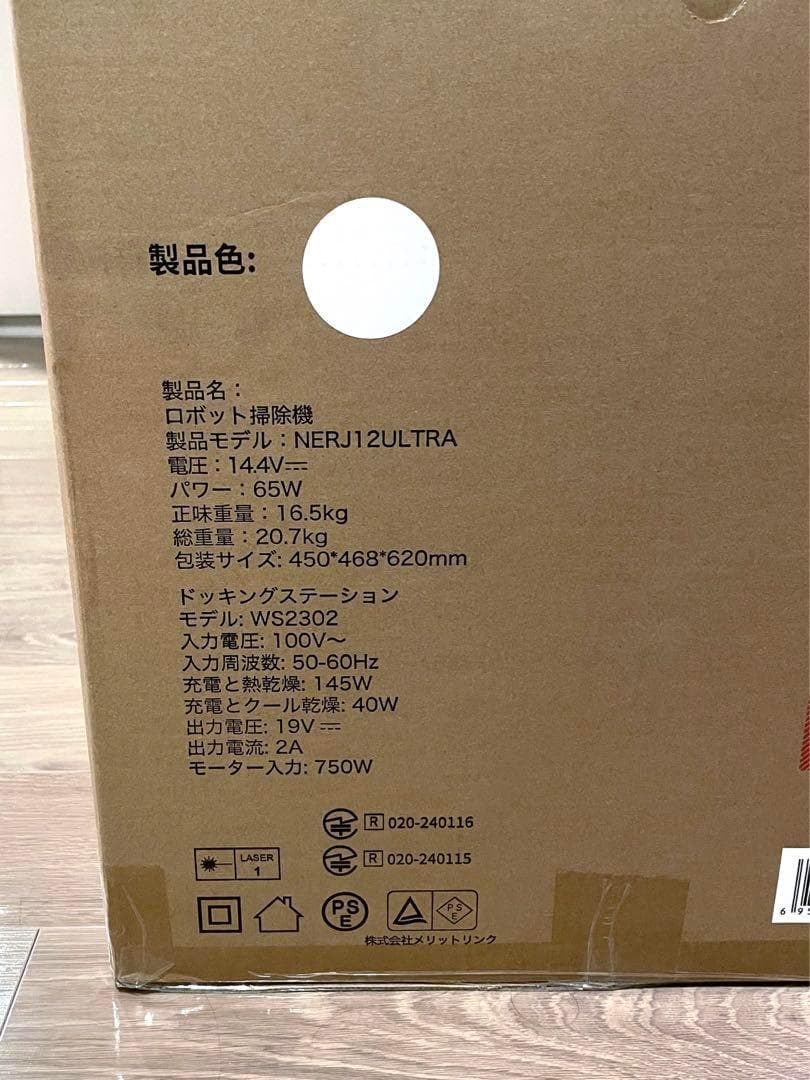 製品色:
製品名：
ロボット掃除機
製品モデル：NERJ12ULTRA
電圧：14.4V⎓
パワー：65W
正味重量：16.5kg
総重量：20.7kg
包装サイズ: 450*468*620mm
ドッキングステーション
モデル: WS2302
入力電圧: 100V～
入力周波数: 50-60Hz
充電と熱乾燥: 145W
充電とクール乾燥: 40W
出力電圧: 19V⎓
出力電流: 2A
モーター入力: 750W
R 020-240116
R 020-240115
LASER
1
PS
E
PS
E
株式会社メリットリンク